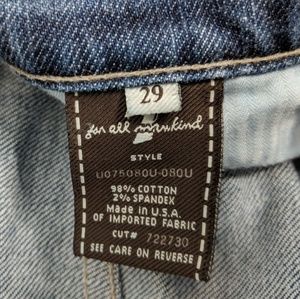 29
7
for all mankind
STYLE
U075080U-080U
98% COTTON
2% SPANDEX
Made in U.S.A.
OF IMPORTED FABRIC
CUT# 722730
SEE CARE ON REVERSE